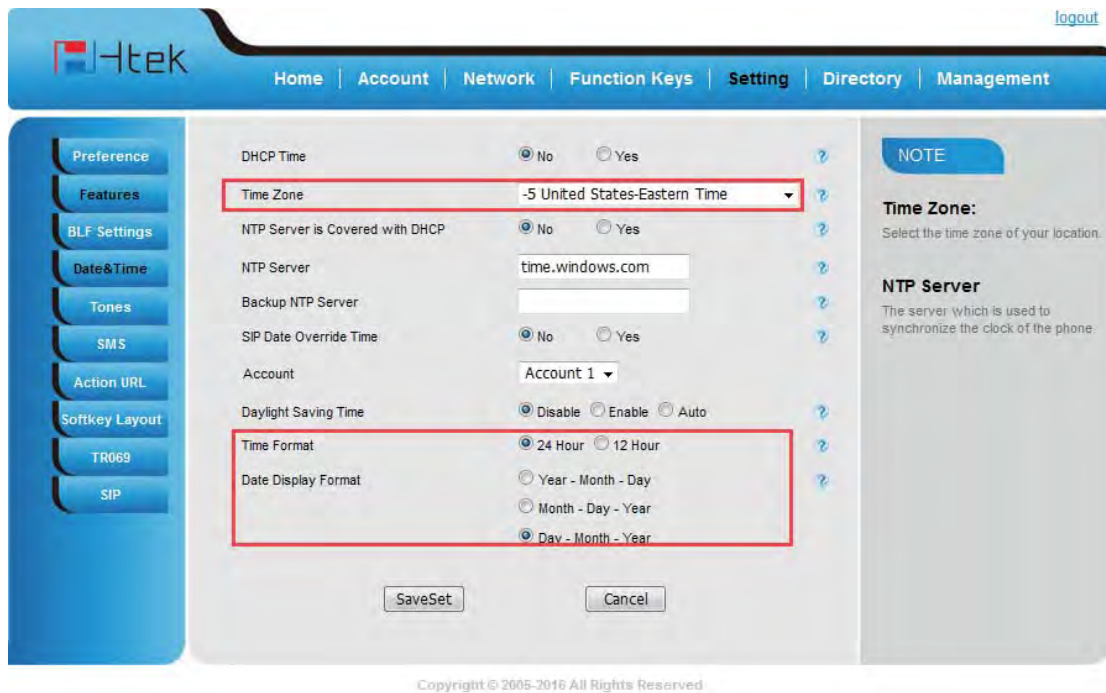 logout
Htek
Home | Account | Network | Function Keys | Setting | Directory | Management
Preference
Features
BLF Settings
Date&Time
Tones
SMS
Action URL
Softkey Layout
TR069
SIP
DHCP Time No Yes ?
Time Zone -5 United States-Eastern Time ?
NTP Server is Covered with DHCP No Yes ?
NTP Server time.windows.com ?
Backup NTP Server ?
SIP Date Override Time No Yes ?
Account Account 1
Daylight Saving Time Disable Enable Auto ?
Time Format 24 Hour 12 Hour ?
Date Display Format Year - Month - Day ?
Month - Day - Year
Day - Month - Year
SaveSet Cancel
NOTE
Time Zone:
Select the time zone of your location.
NTP Server
The server which is used to
synchronize the clock of the phone
Copyright © 2005-2016 All Rights Reserved